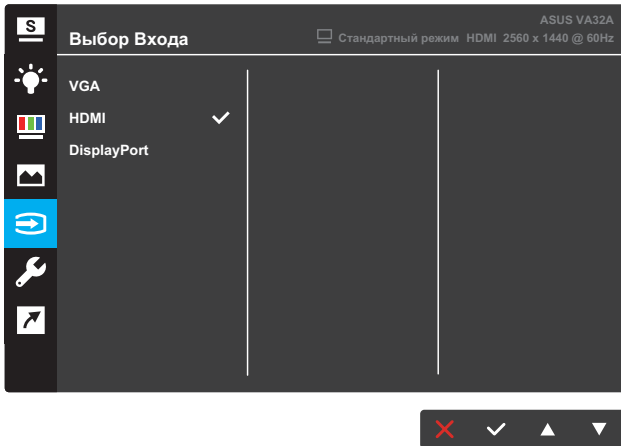 S
ASUS VA32A
Выбор Входа
Стандартный режим HDMI 2560 x 1440 @ 60Hz
VGA
HDMI
DisplayPort